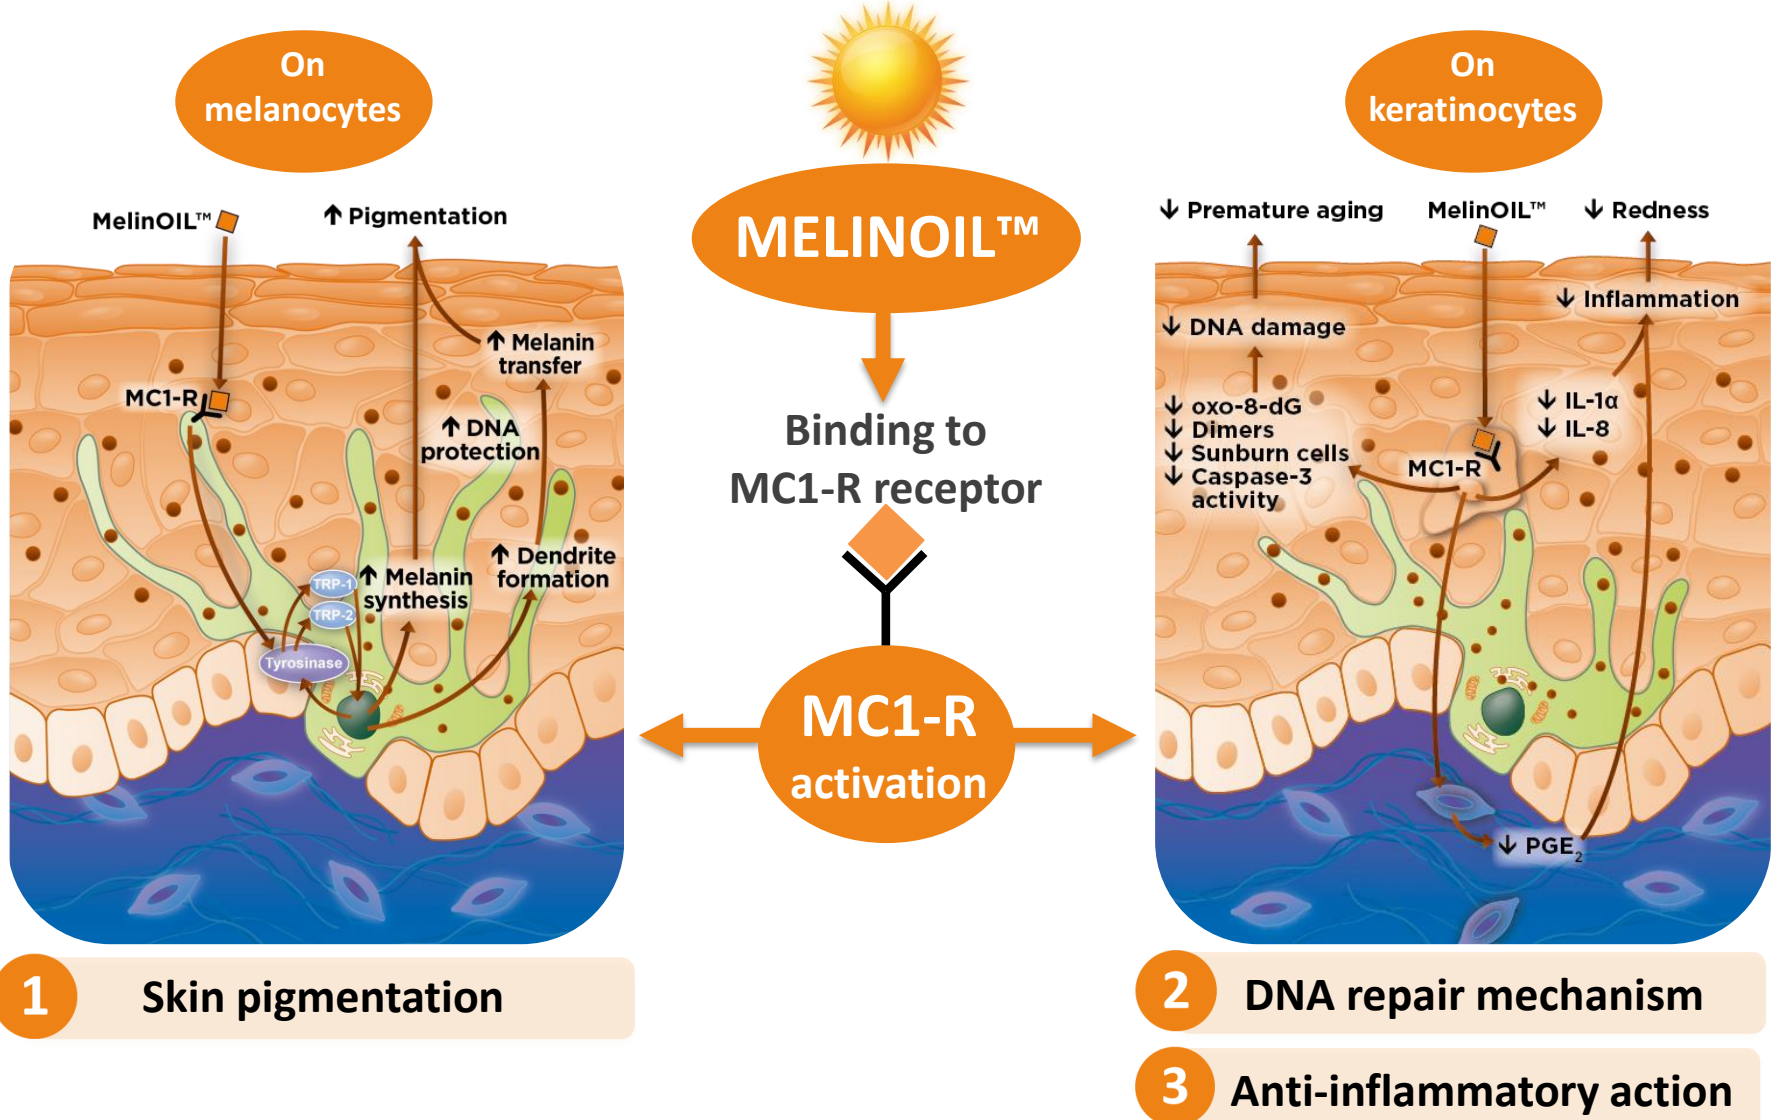 On
melanocytes
MelinOIL™
↑ Pigmentation
↑ Melanin
transfer
MC1-R
↑ DNA
protection
↑ Dendrite
formation
TRP-1
↑ Melanin
synthesis
TRP-2
Tyrosinase
1
Skin pigmentation
MELINOIL™
Binding to
MC1-R receptor
MC1-R
activation
On
keratinocytes
↓ Premature aging
MelinOIL™
↓ Redness
↓ Inflammation
↓ DNA damage
↓ oxo-8-dG
↓ Dimers
↓ Sunburn cells
↓ Caspase-3
activity
↓ IL-1α
↓ IL-8
MC1-R
↓ PGE₂
2
DNA repair mechanism
3
Anti-inflammatory action